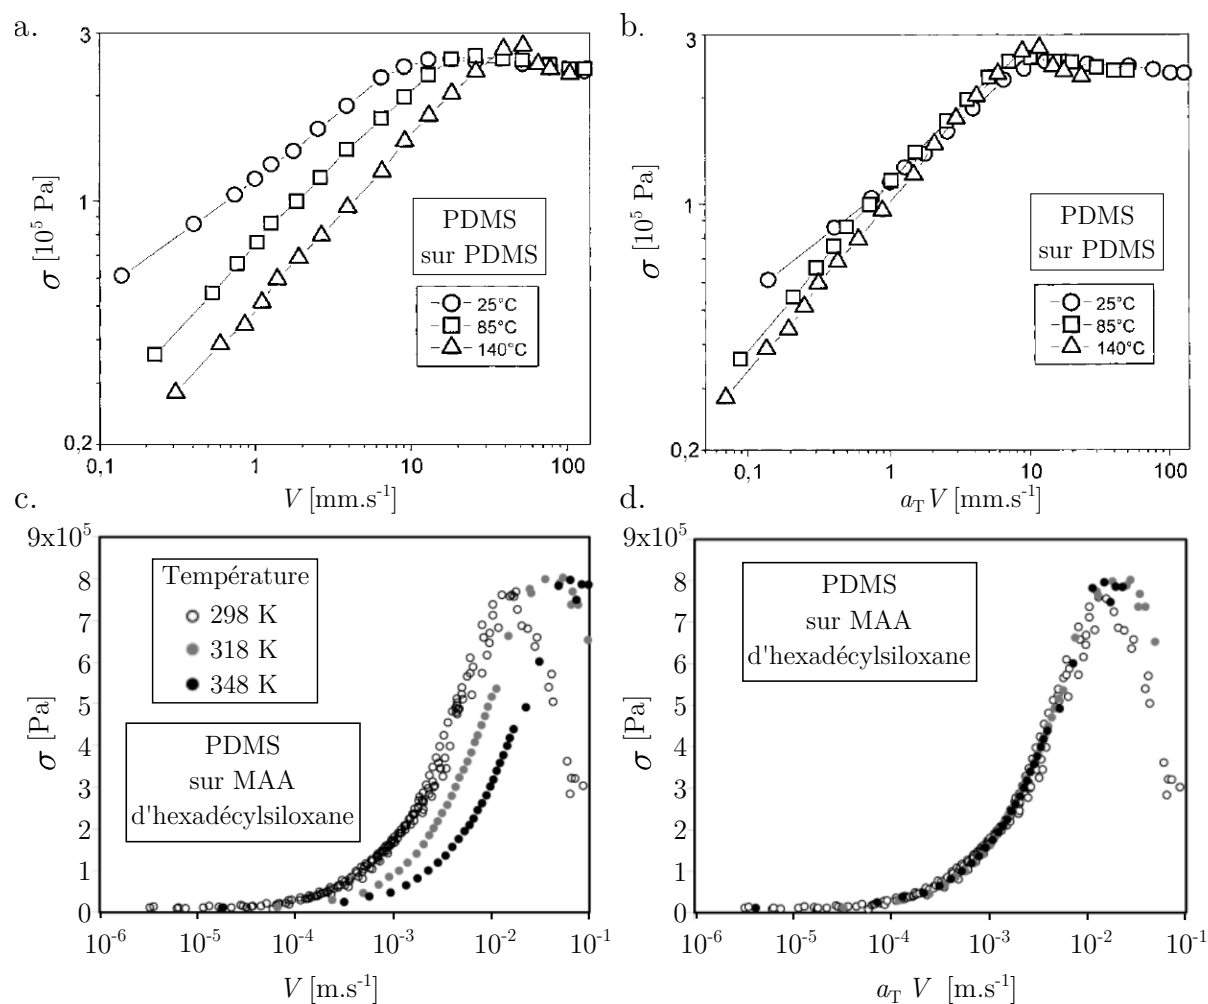 a.
3
1
0,2
σ [10⁵ Pa]
PDMS
sur PDMS
25°C
85°C
140°C
0,1
1
10
100
V [mm.s⁻¹]
b.
3
1
0,2
σ [10⁵ Pa]
PDMS
sur PDMS
25°C
85°C
140°C
0,1
1
10
100
a_T V [mm.s⁻¹]
c.
9x10⁵
8
7
6
5
4
3
2
1
0
σ [Pa]
Température
298 K
318 K
348 K
PDMS
sur MAA
d'hexadécylsiloxane
10⁻⁶
10⁻⁵
10⁻⁴
10⁻³
10⁻²
10⁻¹
V [m.s⁻¹]
d.
9x10⁵
8
7
6
5
4
3
2
1
0
σ [Pa]
PDMS
sur MAA
d'hexadécylsiloxane
10⁻⁶
10⁻⁵
10⁻⁴
10⁻³
10⁻²
10⁻¹
a_T V [m.s⁻¹]